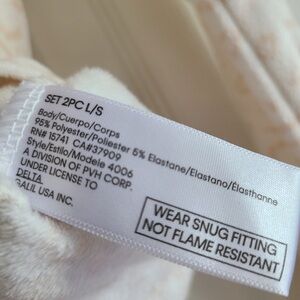 SET 2PC L/S
Body/Cuerpo/Corps
95% Polyester/Poliester 5% Elastane/Elastano/Élasthanne
RN# 15741 CA#37909
Style/Estilo/Modele 4006
A DIVISION OF PVH CORP.
UNDER LICENSE TO
DELTA
GALIL USA INC.
WEAR SNUG FITTING
NOT FLAME RESISTANT